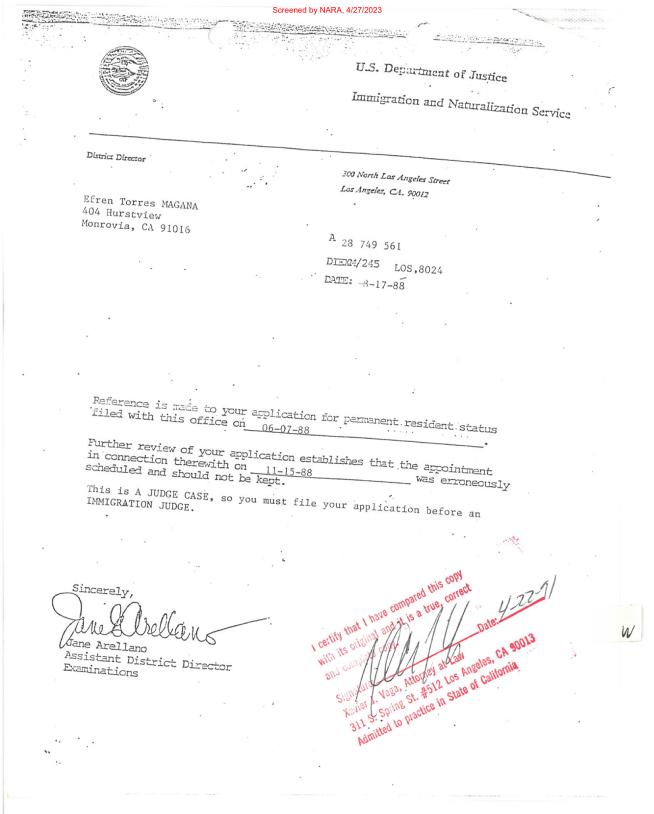 Screened by NARA, 4/27/2023
U.S. Department of Justice
Immigration and Naturalization Service
District Director
300 North Los Angeles Street
Los Angeles, CA. 90012
Efren Torres MAGANA
404 Hurstview
Monrovia, CA 91016
A 28 749 561
DIEXM/245 LOS,8024
DATE: 8-17-88
Reference is made to your application for permanent resident status
filed with this office on 06-07-88 .
Further review of your application establishes that the appointment
in connection therewith on 11-15-88 was erroneously
scheduled and should not be kept.
This is A JUDGE CASE, so you must file your application before an
IMMIGRATION JUDGE.
Sincerely,
Jane Arellano
Jane Arellano
Assistant District Director
Examinations
I certify that I have compared this copy
with its original and it is a true, correct
and complete copy.
Signature Date: 4-22-91
Xavier Vega, Attorney at Law
311 S. Spring St. #512 Los Angeles, CA 90013
Admitted to practice in State of California
W